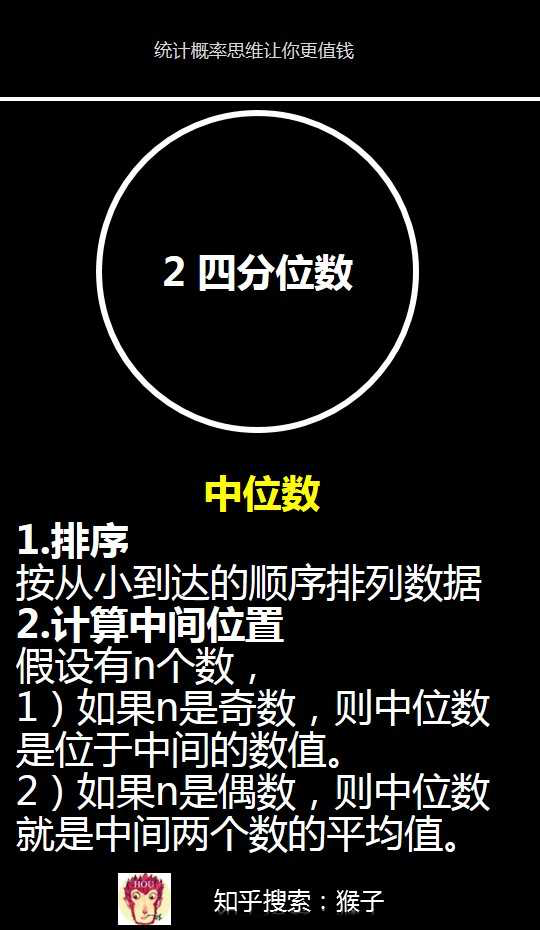 统计概率思维让你更值钱
2 四分位数
中位数
1.排序
按从小到达的顺序排列数据
2.计算中间位置
假设有n个数，
1）如果n是奇数，则中位数
是位于中间的数值。
2）如果n是偶数，则中位数
就是中间两个数的平均值。
HOU
知乎搜索：猴子